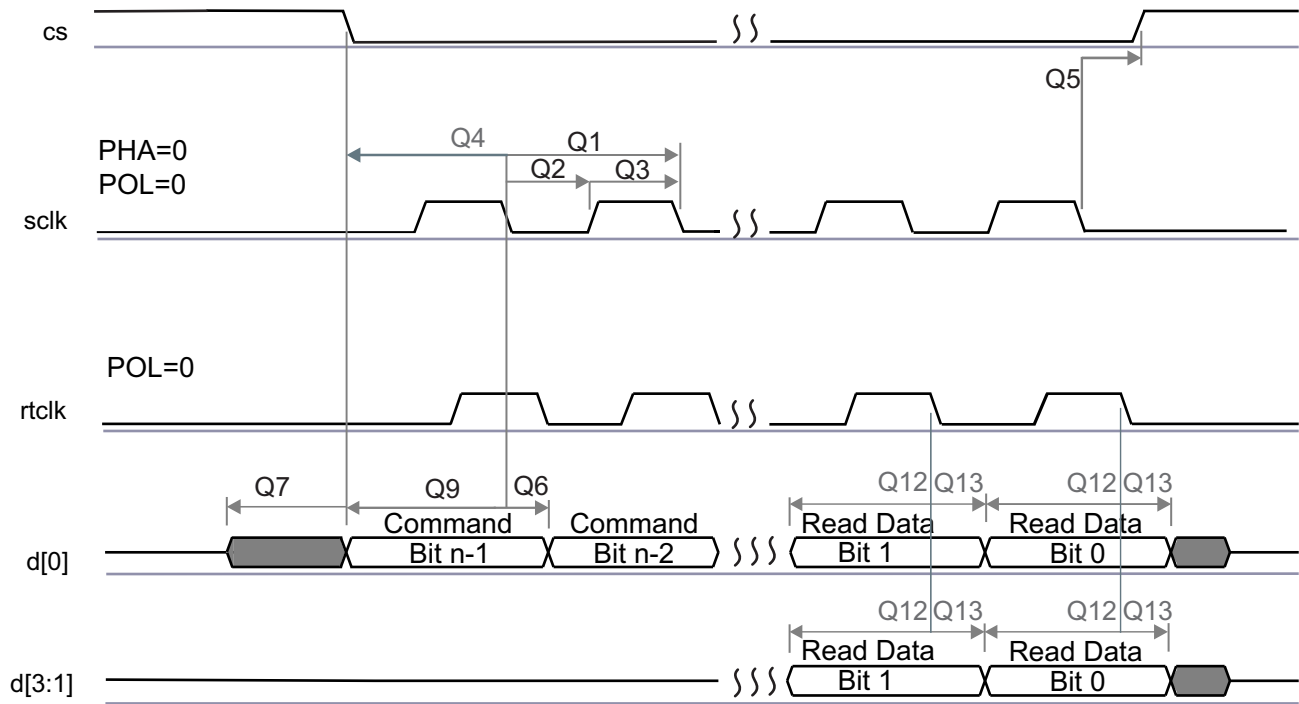 cs
Q5
PHA=0
POL=0
Q4
Q1
Q2
Q3
sclk
POL=0
rtclk
Q7
Q9
Q6
Q12
Q13
Q12
Q13
Command
Command
Read Data
Read Data
d[0]
Bit n-1
Bit n-2
Bit 1
Bit 0
Q12
Q13
Q12
Q13
Read Data
Read Data
d[3:1]
Bit 1
Bit 0